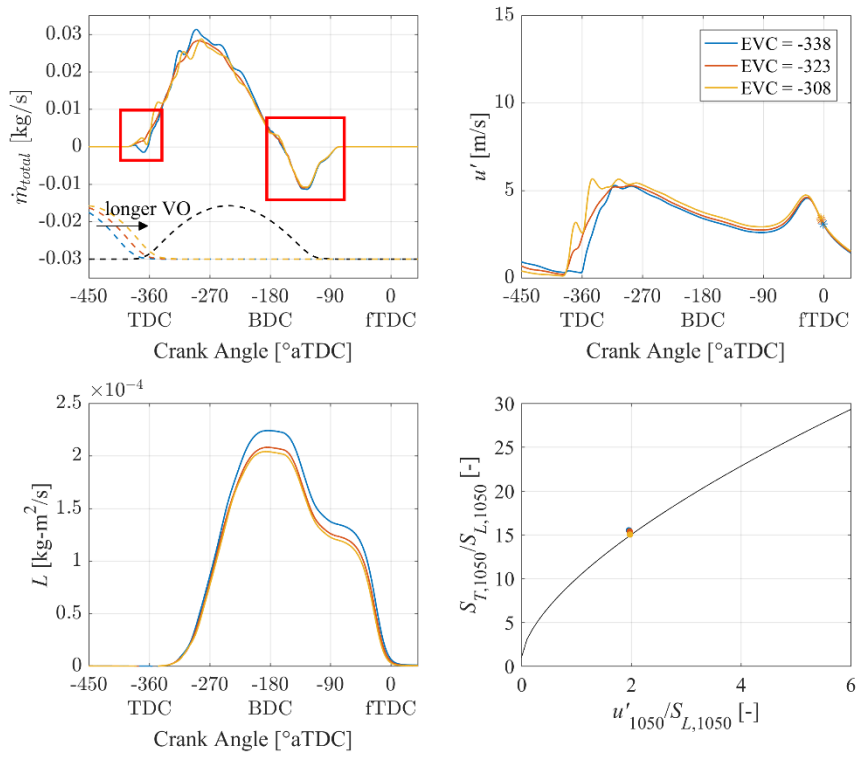 0.03
0.02
0.01
0
-0.01
-0.02
-0.03
ṁ_total [kg/s]
longer VO
-450 -360 -270 -180 -90 0
TDC BDC fTDC
Crank Angle [°aTDC]
15
10
5
0
u′ [m/s]
EVC = -338
EVC = -323
EVC = -308
-450 -360 -270 -180 -90 0
TDC BDC fTDC
Crank Angle [°aTDC]
×10⁻⁴
2.5
2
1.5
1
0.5
0
L [kg-m²/s]
-450 -360 -270 -180 -90 0
TDC BDC fTDC
Crank Angle [°aTDC]
30
25
20
15
10
5
0
S_T,1050/S_L,1050 [-]
0 2 4 6
u′_1050/S_L,1050 [-]